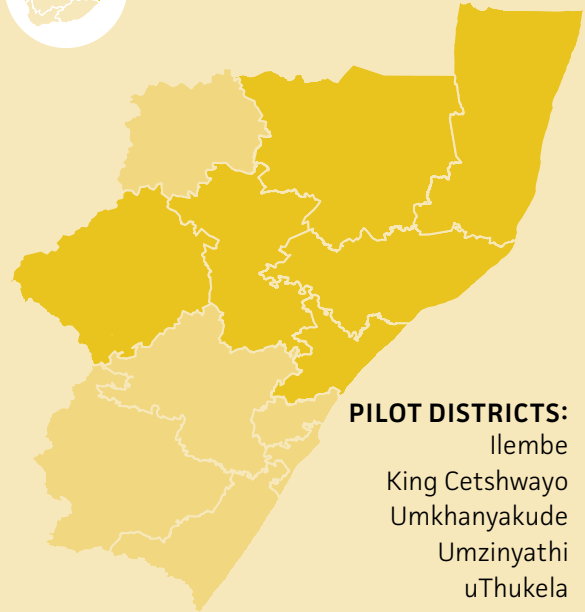 PILOT DISTRICTS:
Ilembe
King Cetshwayo
Umkhanyakude
Umzinyathi
uThukela